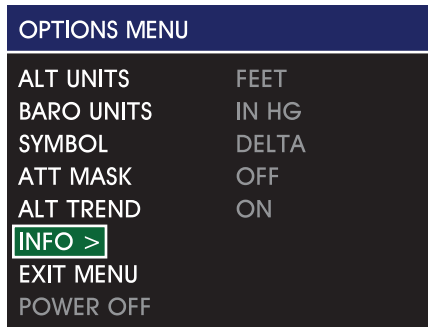 OPTIONS MENU
ALT UNITS FEET
BARO UNITS IN HG
SYMBOL DELTA
ATT MASK OFF
ALT TREND ON
INFO >
EXIT MENU
POWER OFF